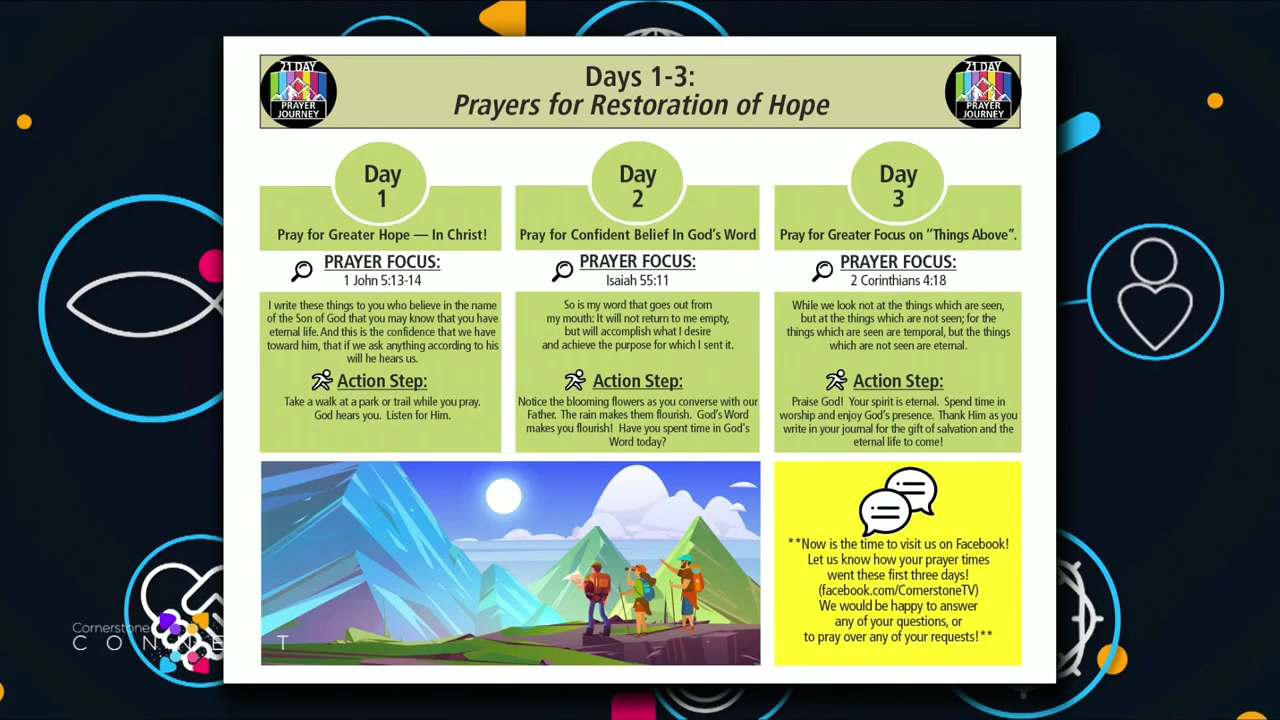 21 DAY
PRAYER
JOURNEY
Days 1-3:
Prayers for Restoration of Hope
21 DAY
PRAYER
JOURNEY
Day
1
Pray for Greater Hope — In Christ!
PRAYER FOCUS:
1 John 5:13-14
I write these things to you who believe in the name
of the Son of God that you may know that you have
eternal life. And this is the confidence that we have
toward him, that if we ask anything according to his
will he hears us.
Action Step:
Take a walk at a park or trail while you pray.
God hears you. Listen for Him.
Day
2
Pray for Confident Belief In God's Word
PRAYER FOCUS:
Isaiah 55:11
So is my word that goes out from
my mouth: It will not return to me empty,
but will accomplish what I desire
and achieve the purpose for which I sent it.
Action Step:
Notice the blooming flowers as you converse with our
Father. The rain makes them flourish. God's Word
makes you flourish! Have you spent time in God's
Word today?
Day
3
Pray for Greater Focus on “Things Above”.
PRAYER FOCUS:
2 Corinthians 4:18
While we look not at the things which are seen,
but at the things which are not seen; for the
things which are seen are temporal, but the things
which are not seen are eternal.
Action Step:
Praise God! Your spirit is eternal. Spend time in
worship and enjoy God's presence. Thank Him as you
write in your journal for the gift of salvation and the
eternal life to come!
**Now is the time to visit us on Facebook!
Let us know how your prayer times
went these first three days!
(facebook.com/CornerstoneTV)
We would be happy to answer
any of your questions, or
to pray over any of your requests!**
Cornerstone